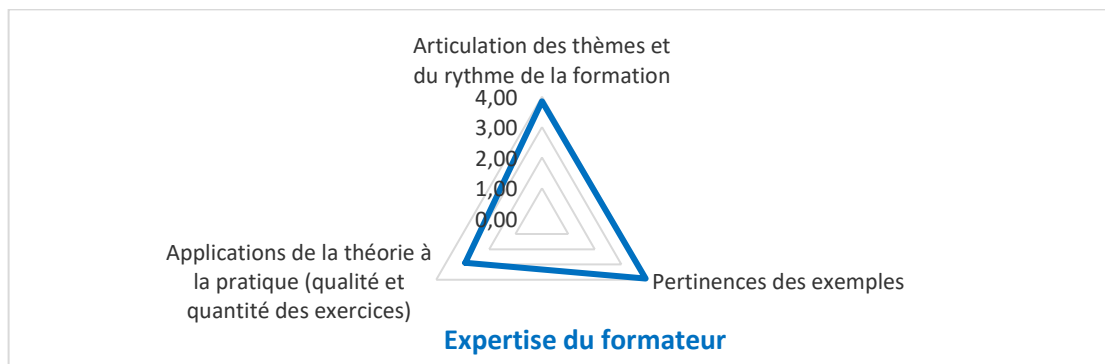 Articulation des thèmes et
du rythme de la formation
4,00
3,00
2,00
1,00
0,00
Applications de la théorie à
la pratique (qualité et
quantité des exercices)
Pertinences des exemples
Expertise du formateur